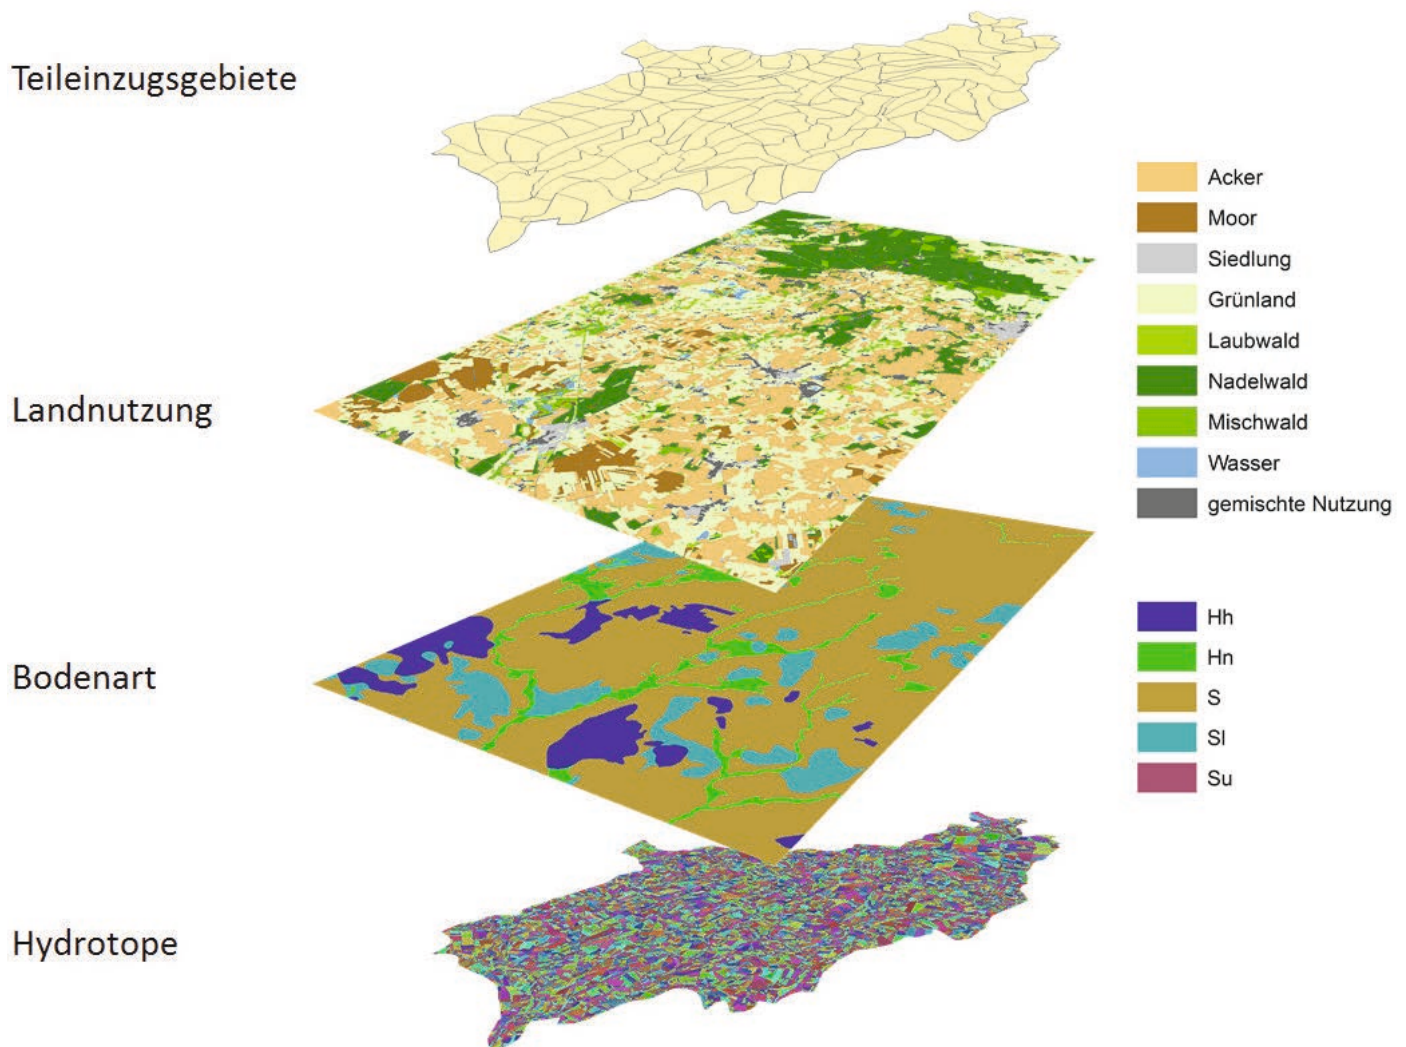 Teileinzugsgebiete
Acker
Moor
Siedlung
Grünland
Laubwald
Nadelwald
Landnutzung
Mischwald
Wasser
gemischte Nutzung
Hh
Hn
Bodenart
S
Sl
Su
Hydrotope